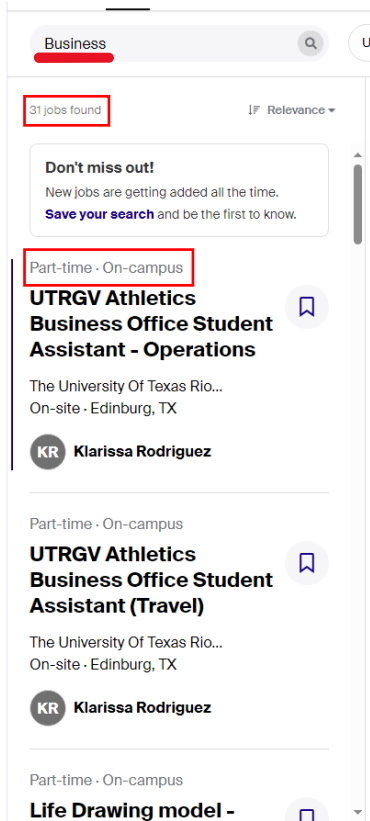 Business
U
31 jobs found
Relevance
Don't miss out!
New jobs are getting added all the time.
Save your search and be the first to know.
Part-time · On-campus
UTRGV Athletics
Business Office Student
Assistant - Operations
The University Of Texas Rio...
On-site · Edinburg, TX
KR Klarissa Rodriguez
Part-time · On-campus
UTRGV Athletics
Business Office Student
Assistant (Travel)
The University Of Texas Rio...
On-site · Edinburg, TX
KR Klarissa Rodriguez
Part-time · On-campus
Life Drawing model -